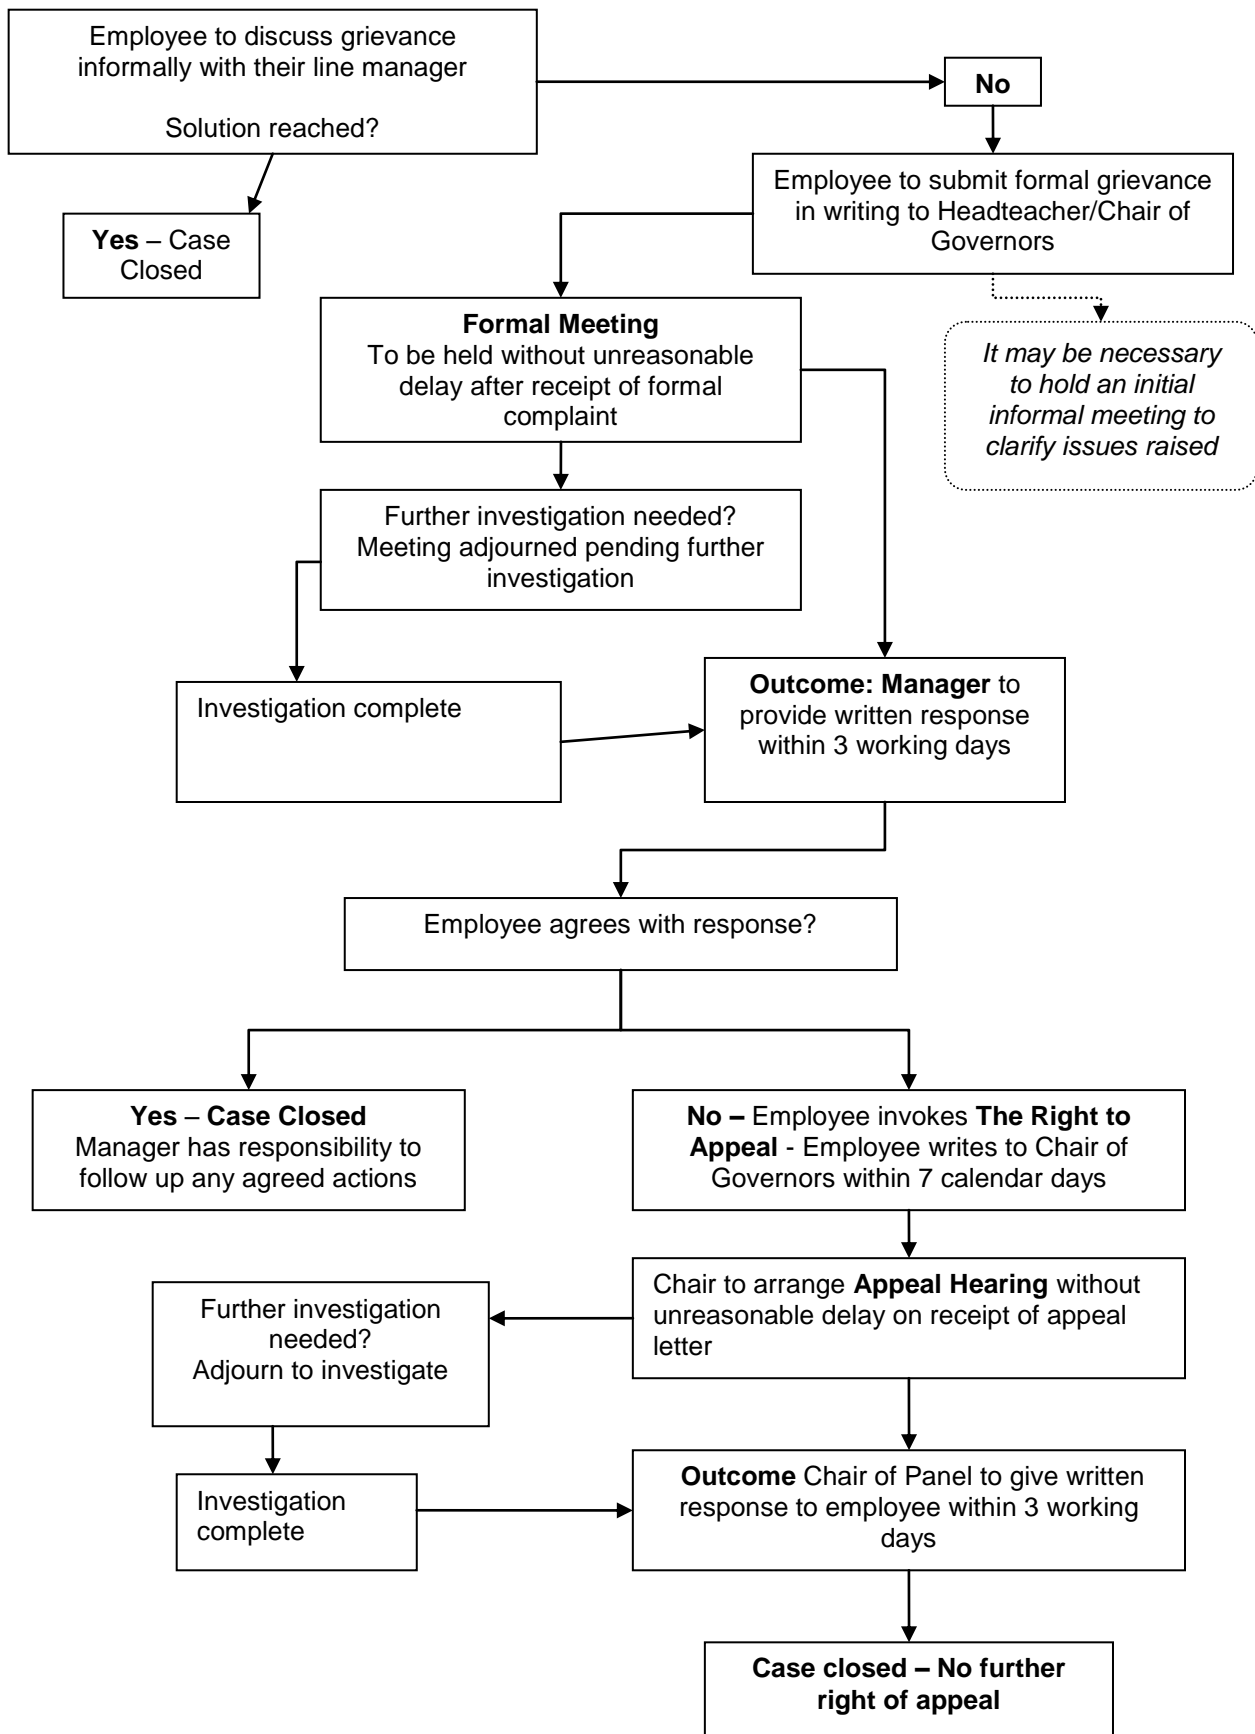 Employee to discuss grievance
informally with their line manager
Solution reached?
No
Yes – Case
Closed
Employee to submit formal grievance
in writing to Headteacher/Chair of
Governors
Formal Meeting
To be held without unreasonable
delay after receipt of formal
complaint
It may be necessary
to hold an initial
informal meeting to
clarify issues raised
Further investigation needed?
Meeting adjourned pending further
investigation
Investigation complete
Outcome: Manager to
provide written response
within 3 working days
Employee agrees with response?
Yes – Case Closed
Manager has responsibility to
follow up any agreed actions
No – Employee invokes The Right to
Appeal - Employee writes to Chair of
Governors within 7 calendar days
Chair to arrange Appeal Hearing without
unreasonable delay on receipt of appeal
letter
Further investigation
needed?
Adjourn to investigate
Investigation
complete
Outcome Chair of Panel to give written
response to employee within 3 working
days
Case closed – No further
right of appeal